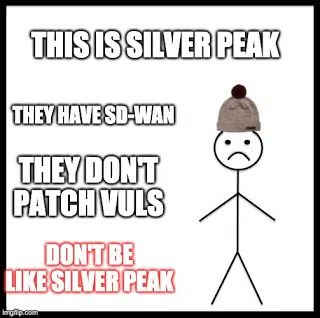 THIS IS SILVER PEAK
THEY HAVE SD-WAN
THEY DON'T
PATCH VULS
DON'T BE
LIKE SILVER PEAK
imgflip.com